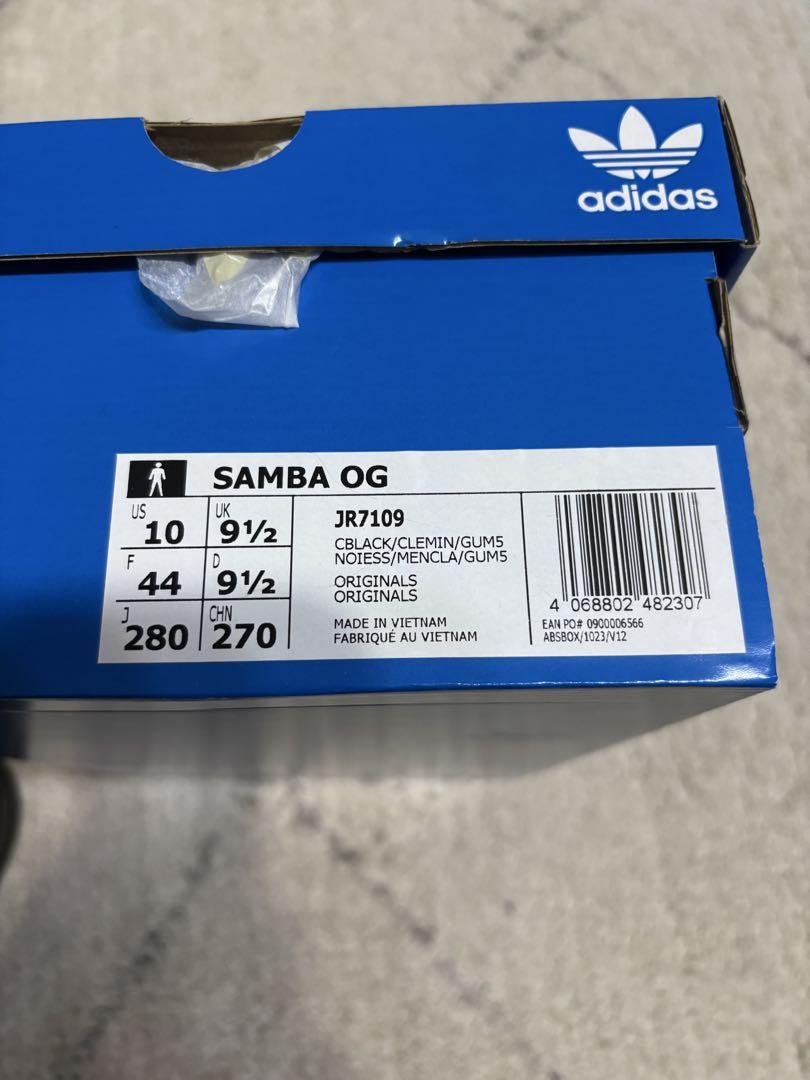 adidas
SAMBA OG
US
10
UK
9½
F
44
D
9½
J
280
CHN
270
JR7109
CBLACK/CLEMIN/GUM5
NOIESS/MENCLA/GUM5
ORIGINALS
ORIGINALS
MADE IN VIETNAM
FABRIQUÉ AU VIETNAM
4 068802 482307
EAN PO# 0900006566
ABSBOX/1023/V12